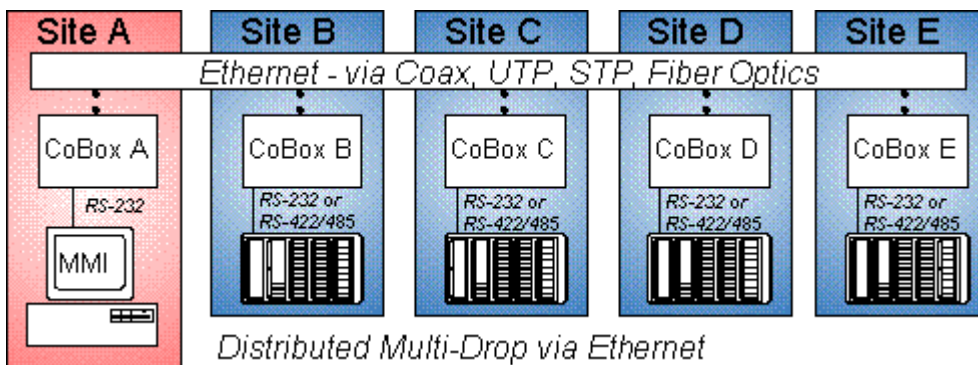 Site A
Site B
Site C
Site D
Site E
Ethernet - via Coax, UTP, STP, Fiber Optics
CoBox A
CoBox B
CoBox C
CoBox D
CoBox E
RS-232
RS-232 or
RS-422/485
RS-232 or
RS-422/485
RS-232 or
RS-422/485
RS-232 or
RS-422/485
MMI
Distributed Multi-Drop via Ethernet